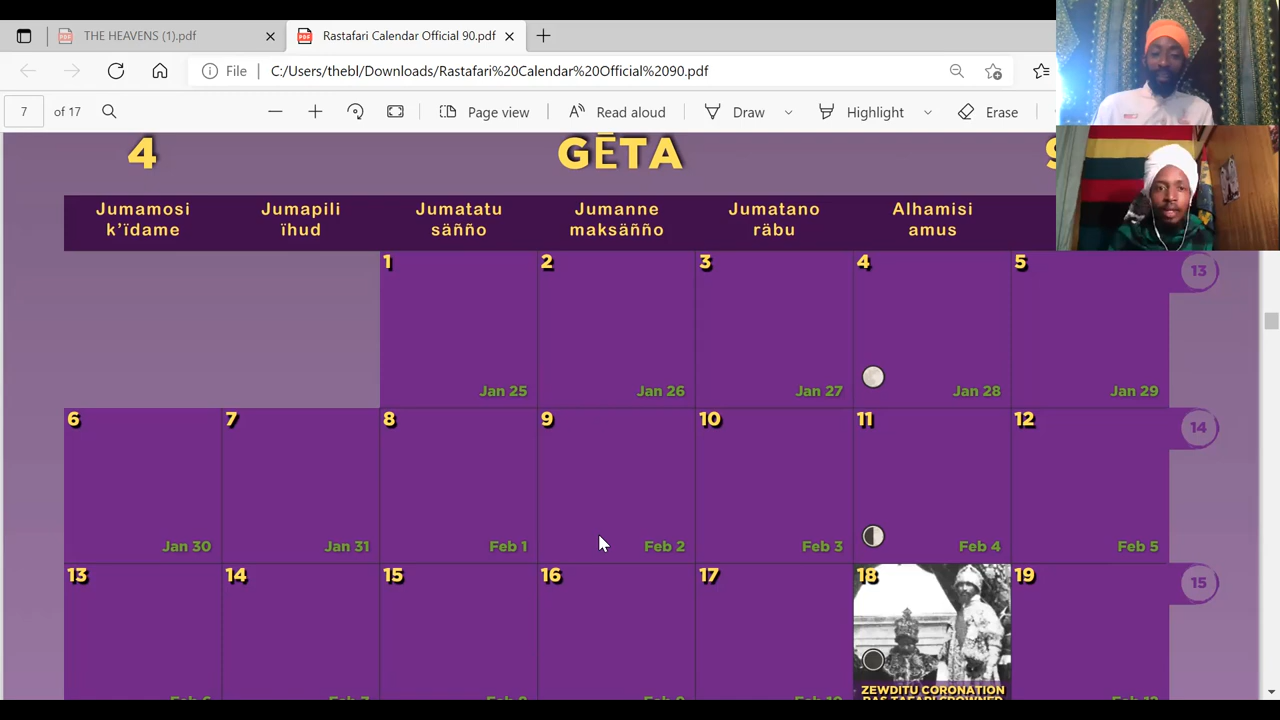 THE HEAVENS (1).pdf
Rastafari Calendar Official 90.pdf
File
C:/Users/thebl/Downloads/Rastafari%20Calendar%20Official%2090.pdf
7 of 17
Page view
Read aloud
Draw
Highlight
Erase
4 GĒTA
Jumamosi Jumapili Jumatatu Jumanne Jumatano Alhamisi
k'ïdame ïhud säñño maksäñño räbu amus
1 2 3 4 5 13
Jan 25 Jan 26 Jan 27 Jan 28 Jan 29
6 7 8 9 10 11 12 14
Jan 30 Jan 31 Feb 1 Feb 2 Feb 3 Feb 4 Feb 5
13 14 15 16 17 18 19 15
ZEWDITU CORONATION